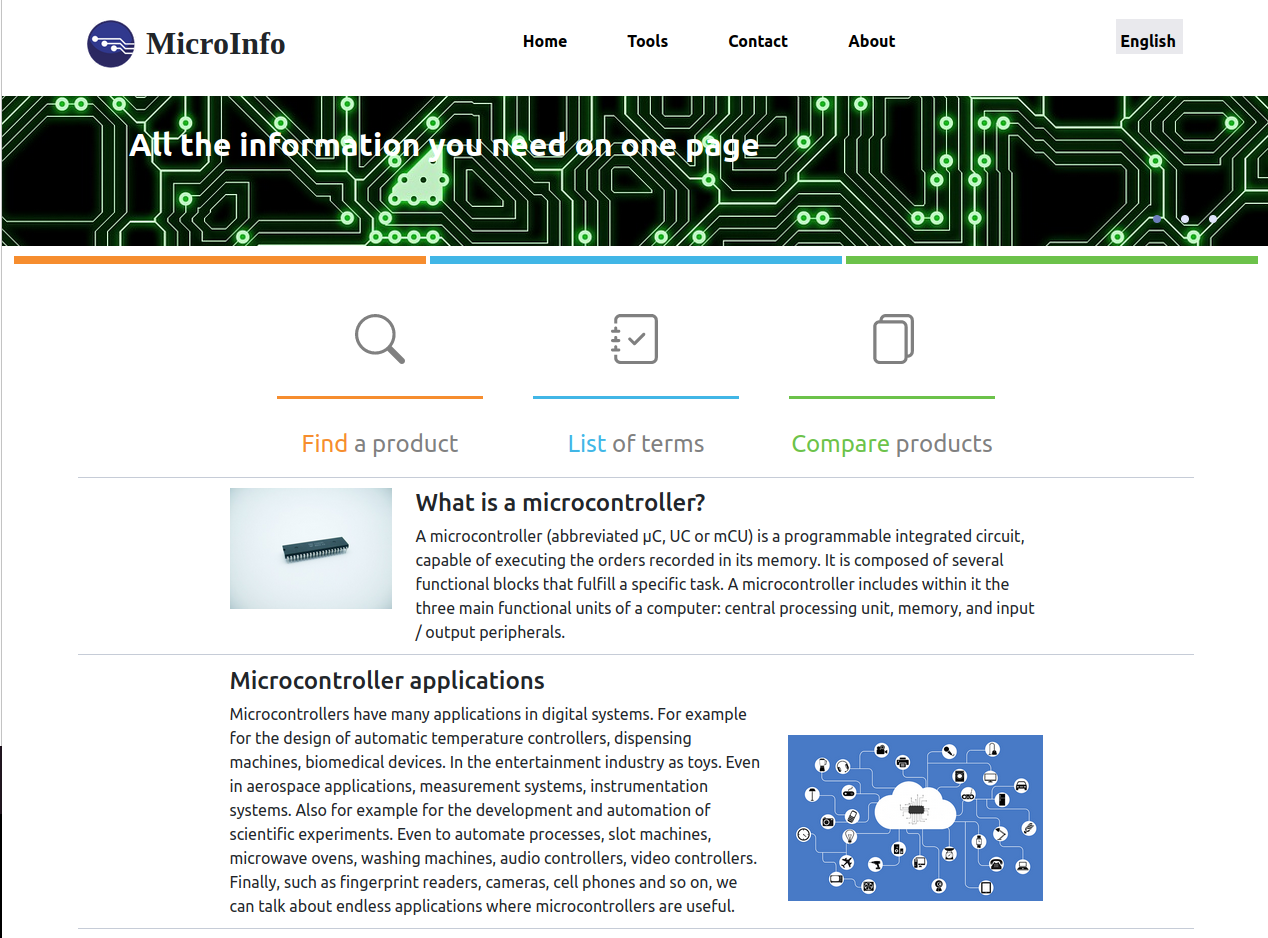 MicroInfo
Home Tools Contact About
English
All the information you need on one page
Find a product
List of terms
Compare products
What is a microcontroller?
A microcontroller (abbreviated μC, UC or mCU) is a programmable integrated circuit,
capable of executing the orders recorded in its memory. It is composed of several
functional blocks that fulfill a specific task. A microcontroller includes within it the
three main functional units of a computer: central processing unit, memory, and input
/ output peripherals.
Microcontroller applications
Microcontrollers have many applications in digital systems. For example
for the design of automatic temperature controllers, dispensing
machines, biomedical devices. In the entertainment industry as toys. Even
in aerospace applications, measurement systems, instrumentation
systems. Also for example for the development and automation of
scientific experiments. Even to automate processes, slot machines,
microwave ovens, washing machines, audio controllers, video controllers.
Finally, such as fingerprint readers, cameras, cell phones and so on, we
can talk about endless applications where microcontrollers are useful.